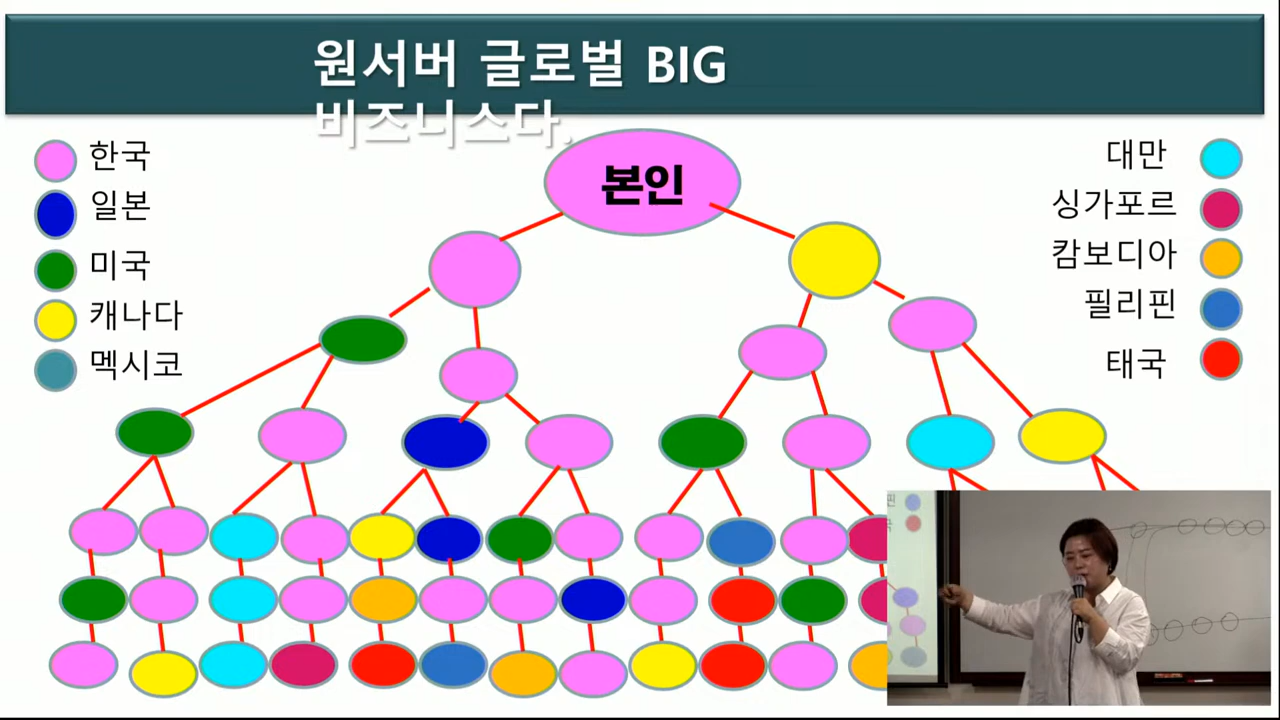 원서버 글로벌 BIG
비즈니스다.
본인
한국
일본
미국
캐나다
멕시코
대만
싱가포르
캄보디아
필리핀
태국